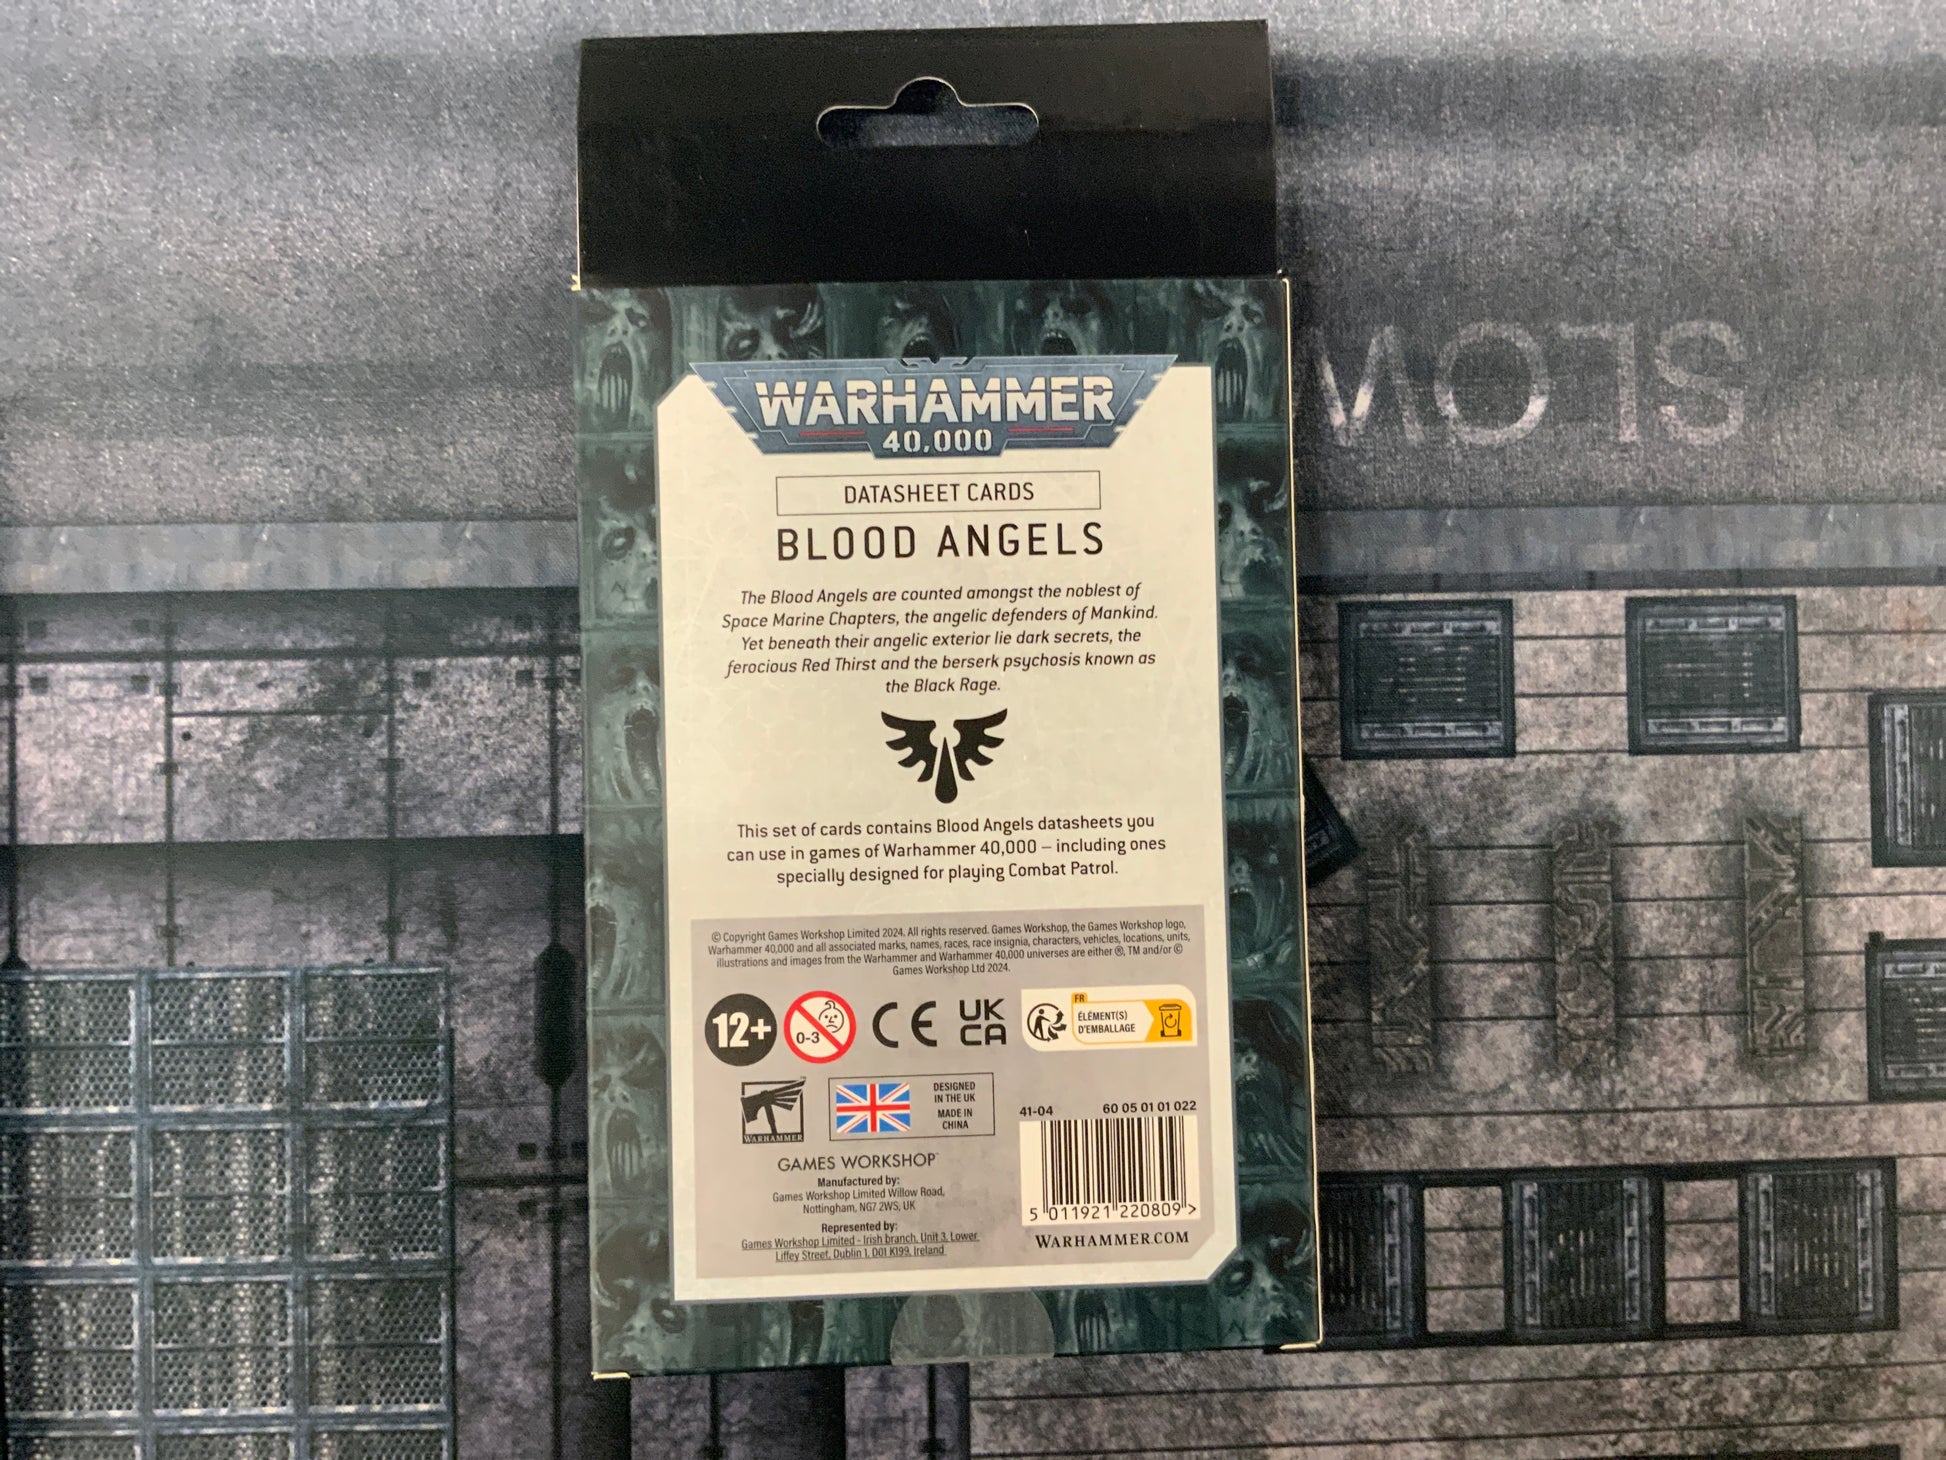 WARHAMMER
40,000
DATASHEET CARDS
BLOOD ANGELS
The Blood Angels are counted amongst the noblest of
Space Marine Chapters, the angelic defenders of Mankind.
Yet beneath their angelic exterior lie dark secrets, the
ferocious Red Thirst and the berserk psychosis known as
the Black Rage.
This set of cards contains Blood Angels datasheets you
can use in games of Warhammer 40,000 – including ones
specially designed for playing Combat Patrol.
© Copyright Games Workshop Limited 2024. All rights reserved. Games Workshop, the Games Workshop logo,
Warhammer 40,000 and all associated marks, names, races, race insignia, characters, vehicles, locations, units,
illustrations and images from the Warhammer and Warhammer 40,000 universes are either ®, TM and/or ©
Games Workshop Ltd 2024.
12+
0-3
CE
UK
CA
FR
ÉLÉMENT(S)
D'EMBALLAGE
WARHAMMER
DESIGNED
IN THE UK
MADE IN
CHINA
GAMES WORKSHOP
Manufactured by:
Games Workshop Limited Willow Road,
Nottingham, NG7 2WS, UK
Represented by:
Games Workshop Limited - Irish branch, Unit 3, Lower
Liffey Street, Dublin 1, D01 K199, Ireland
41-04 60 05 01 01 022
5 011921 220809 >
WARHAMMER.COM
SLOW